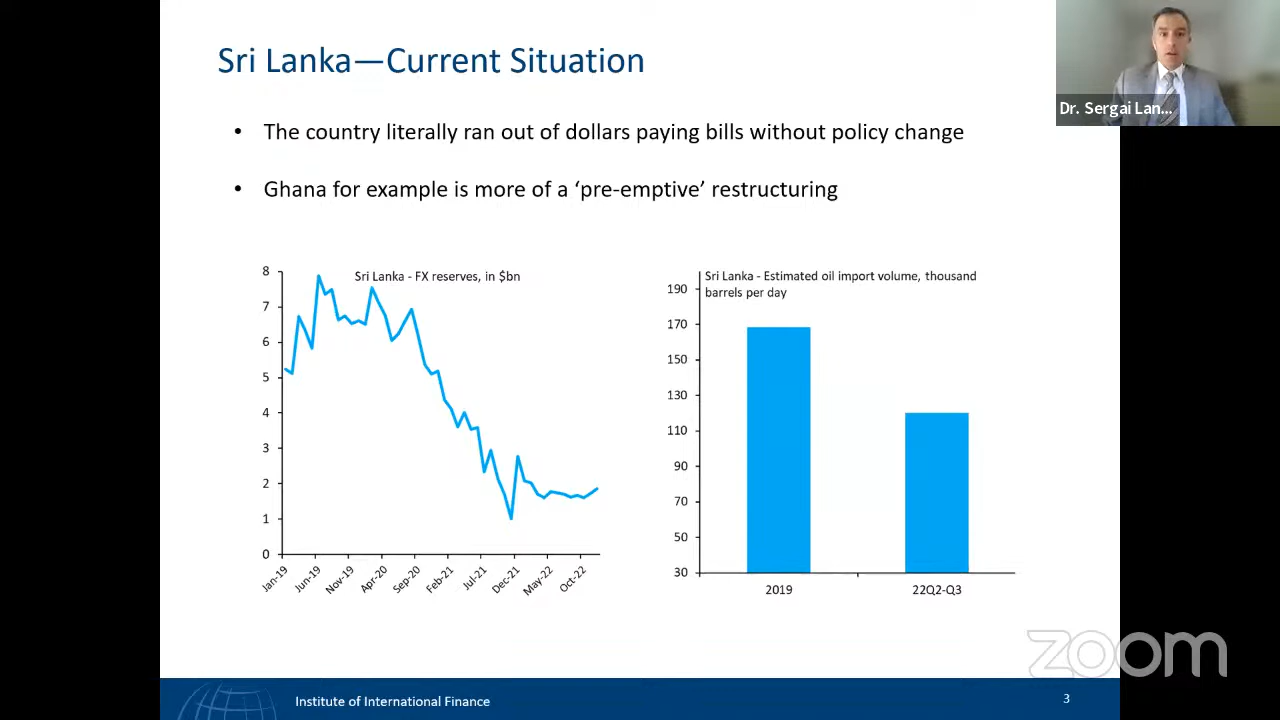 Sri Lanka—Current Situation
Dr. Sergai Lan...
• The country literally ran out of dollars paying bills without policy change
• Ghana for example is more of a ‘pre-emptive’ restructuring
Sri Lanka - FX reserves, in $bn
8
7
6
5
4
3
2
1
0
Jan-19
Jun-19
Nov-19
Apr-20
Sep-20
Feb-21
Jul-21
Dec-21
May-22
Oct-22
Sri Lanka - Estimated oil import volume, thousand
barrels per day
190
170
150
130
110
90
70
50
30
2019
22Q2-Q3
zoom
Institute of International Finance
3